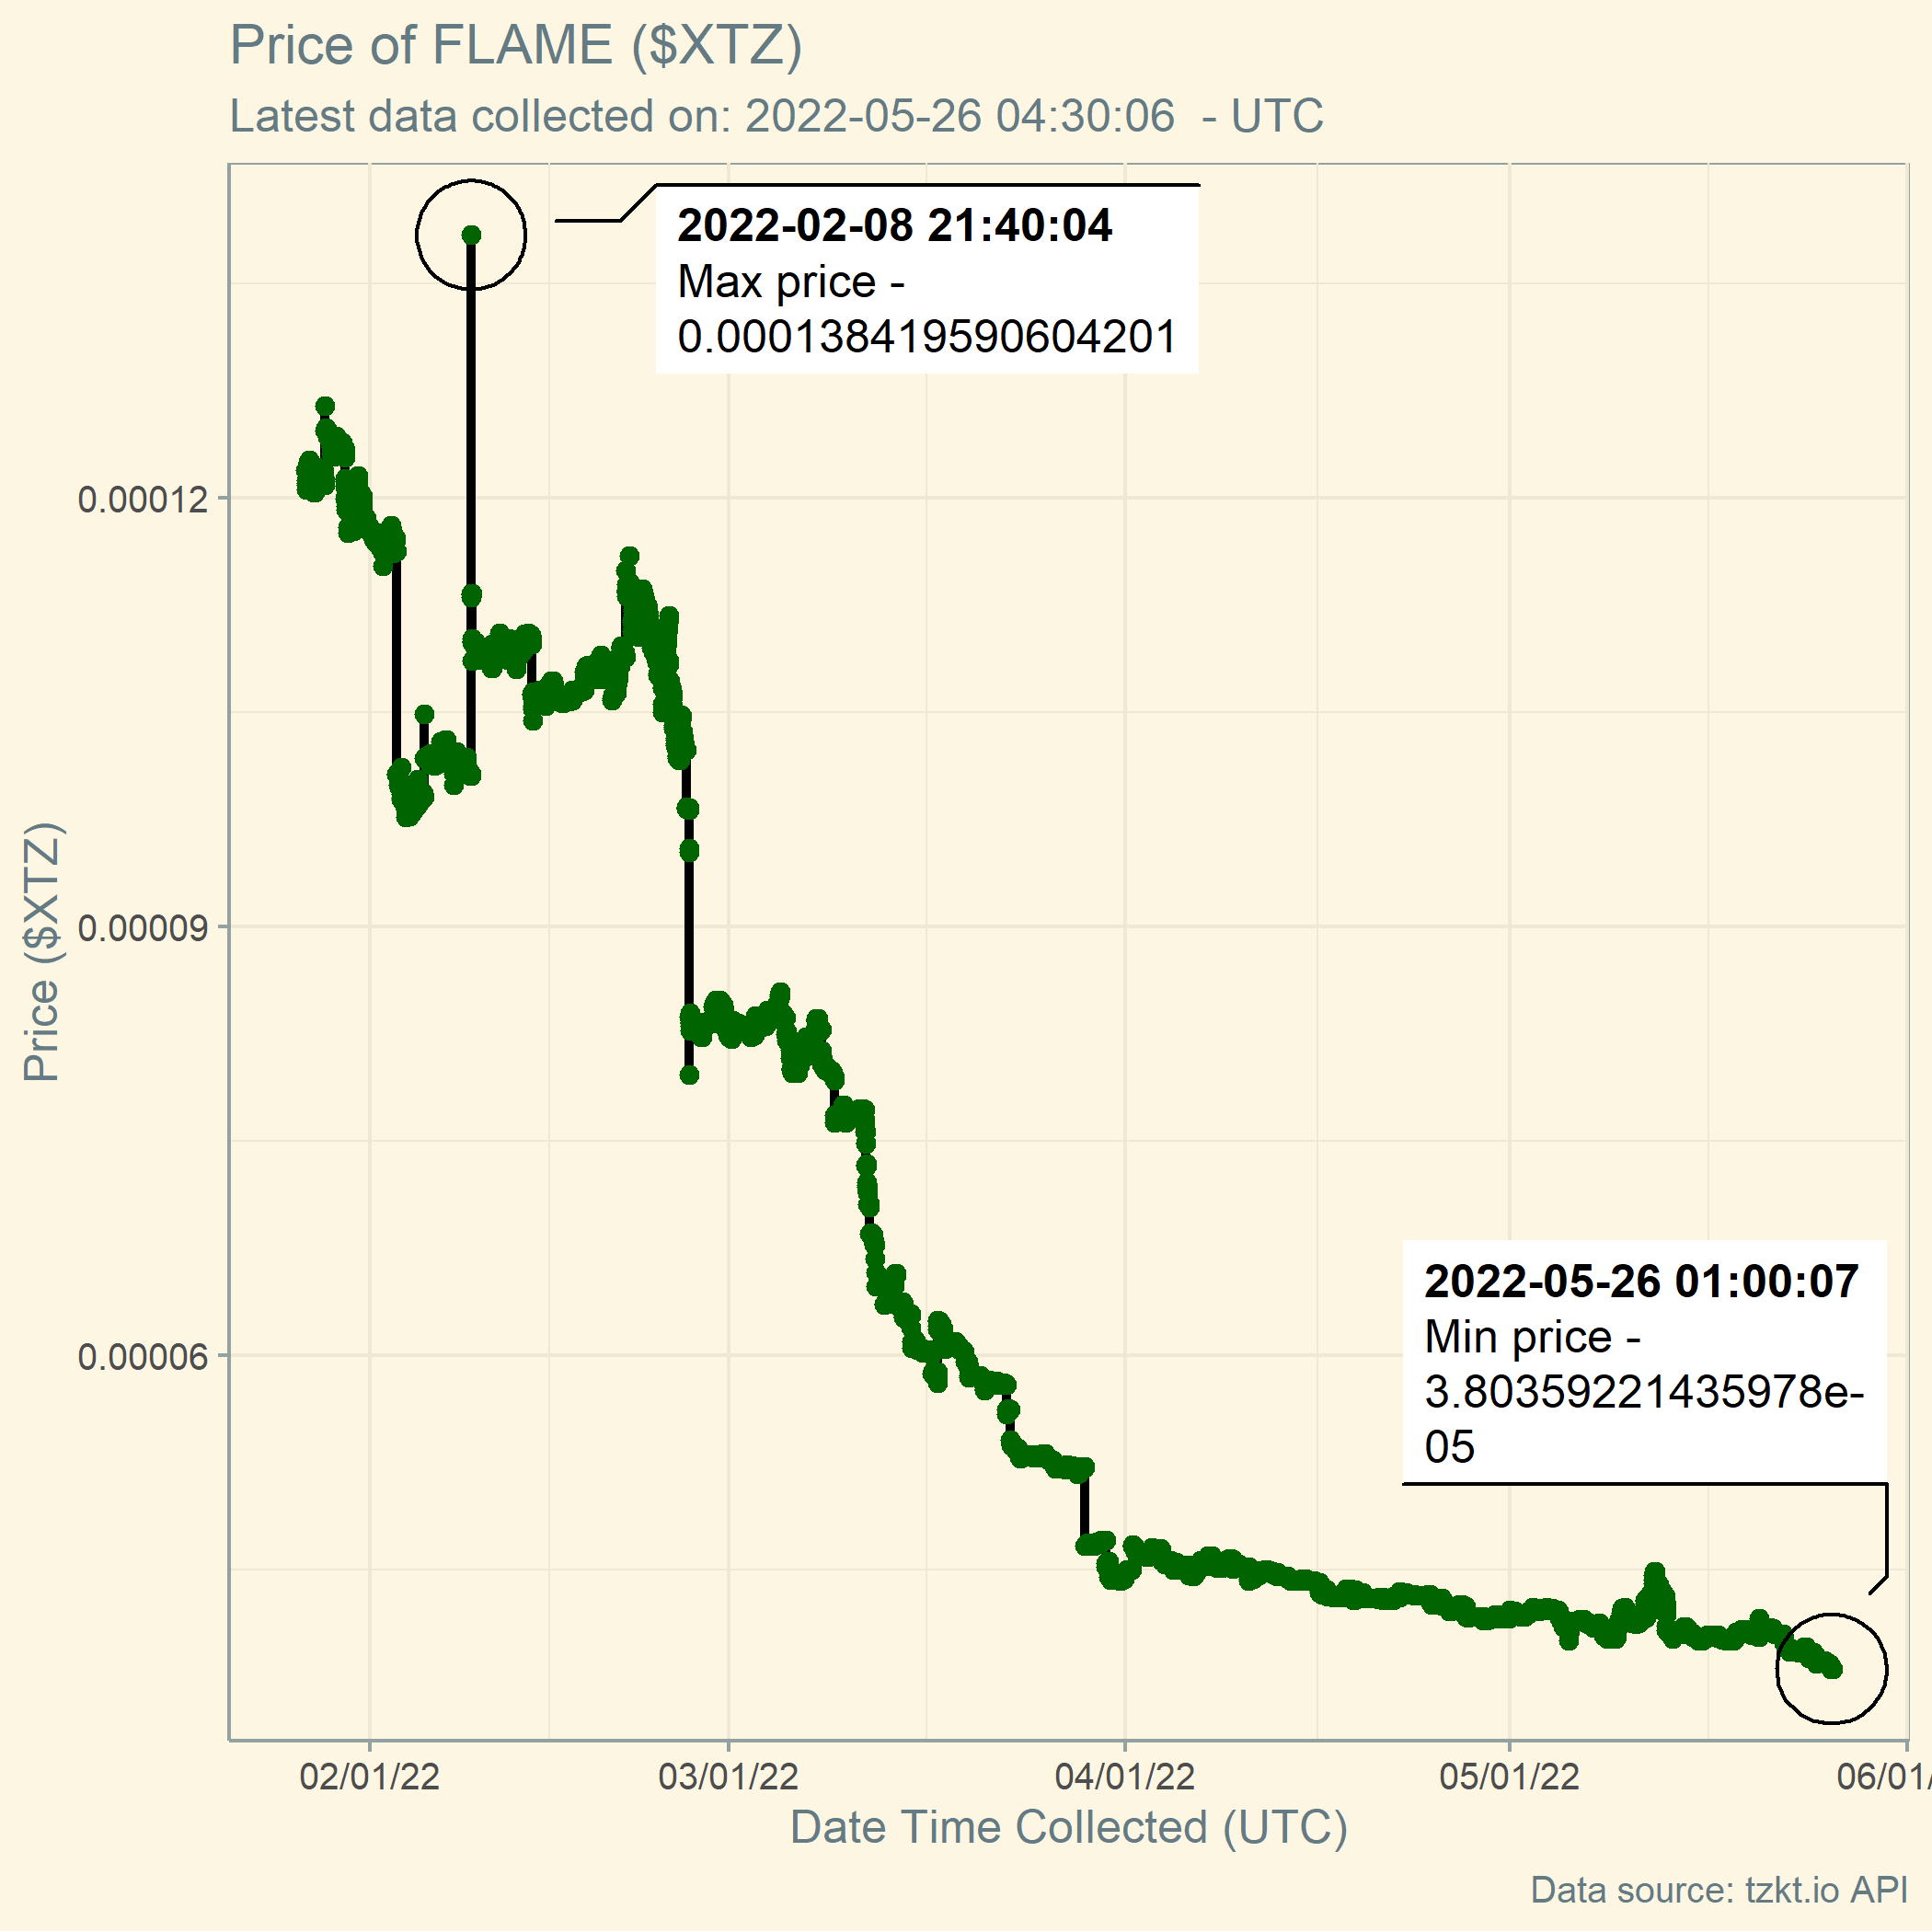 Price of FLAME ($XTZ)
Latest data collected on: 2022-05-26 04:30:06  - UTC
2022-02-08 21:40:04
Max price -
0.000138419590604201
0.00012
0.00009
0.00006
Price ($XTZ)
2022-05-26 01:00:07
Min price -
3.80359221435978e-
05
02/01/22
03/01/22
04/01/22
05/01/22
06/01/
Date Time Collected (UTC)
Data source: tzkt.io API